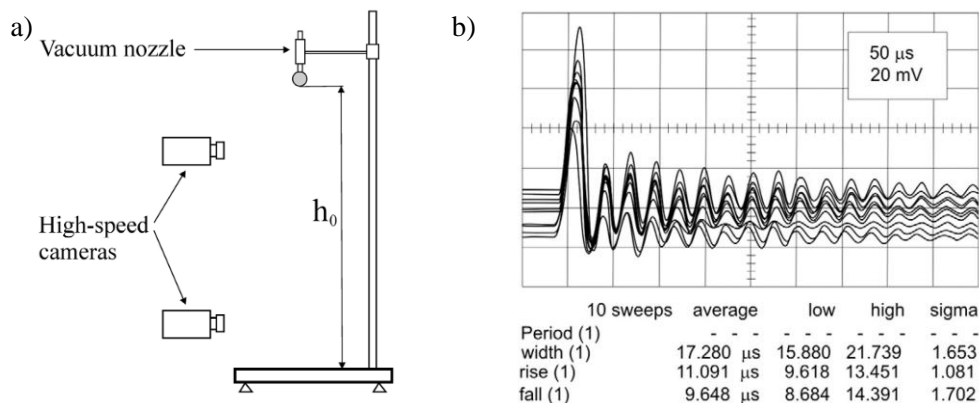 a)
Vacuum nozzle
High-speed
cameras
h₀
b)
50 µs
20 mV
10 sweeps average low high sigma
Period (1) - - - - - - - - - - - -
width (1) 17.280 µs 15.880 21.739 1.653
rise (1) 11.091 µs 9.618 13.451 1.081
fall (1) 9.648 µs 8.684 14.391 1.702